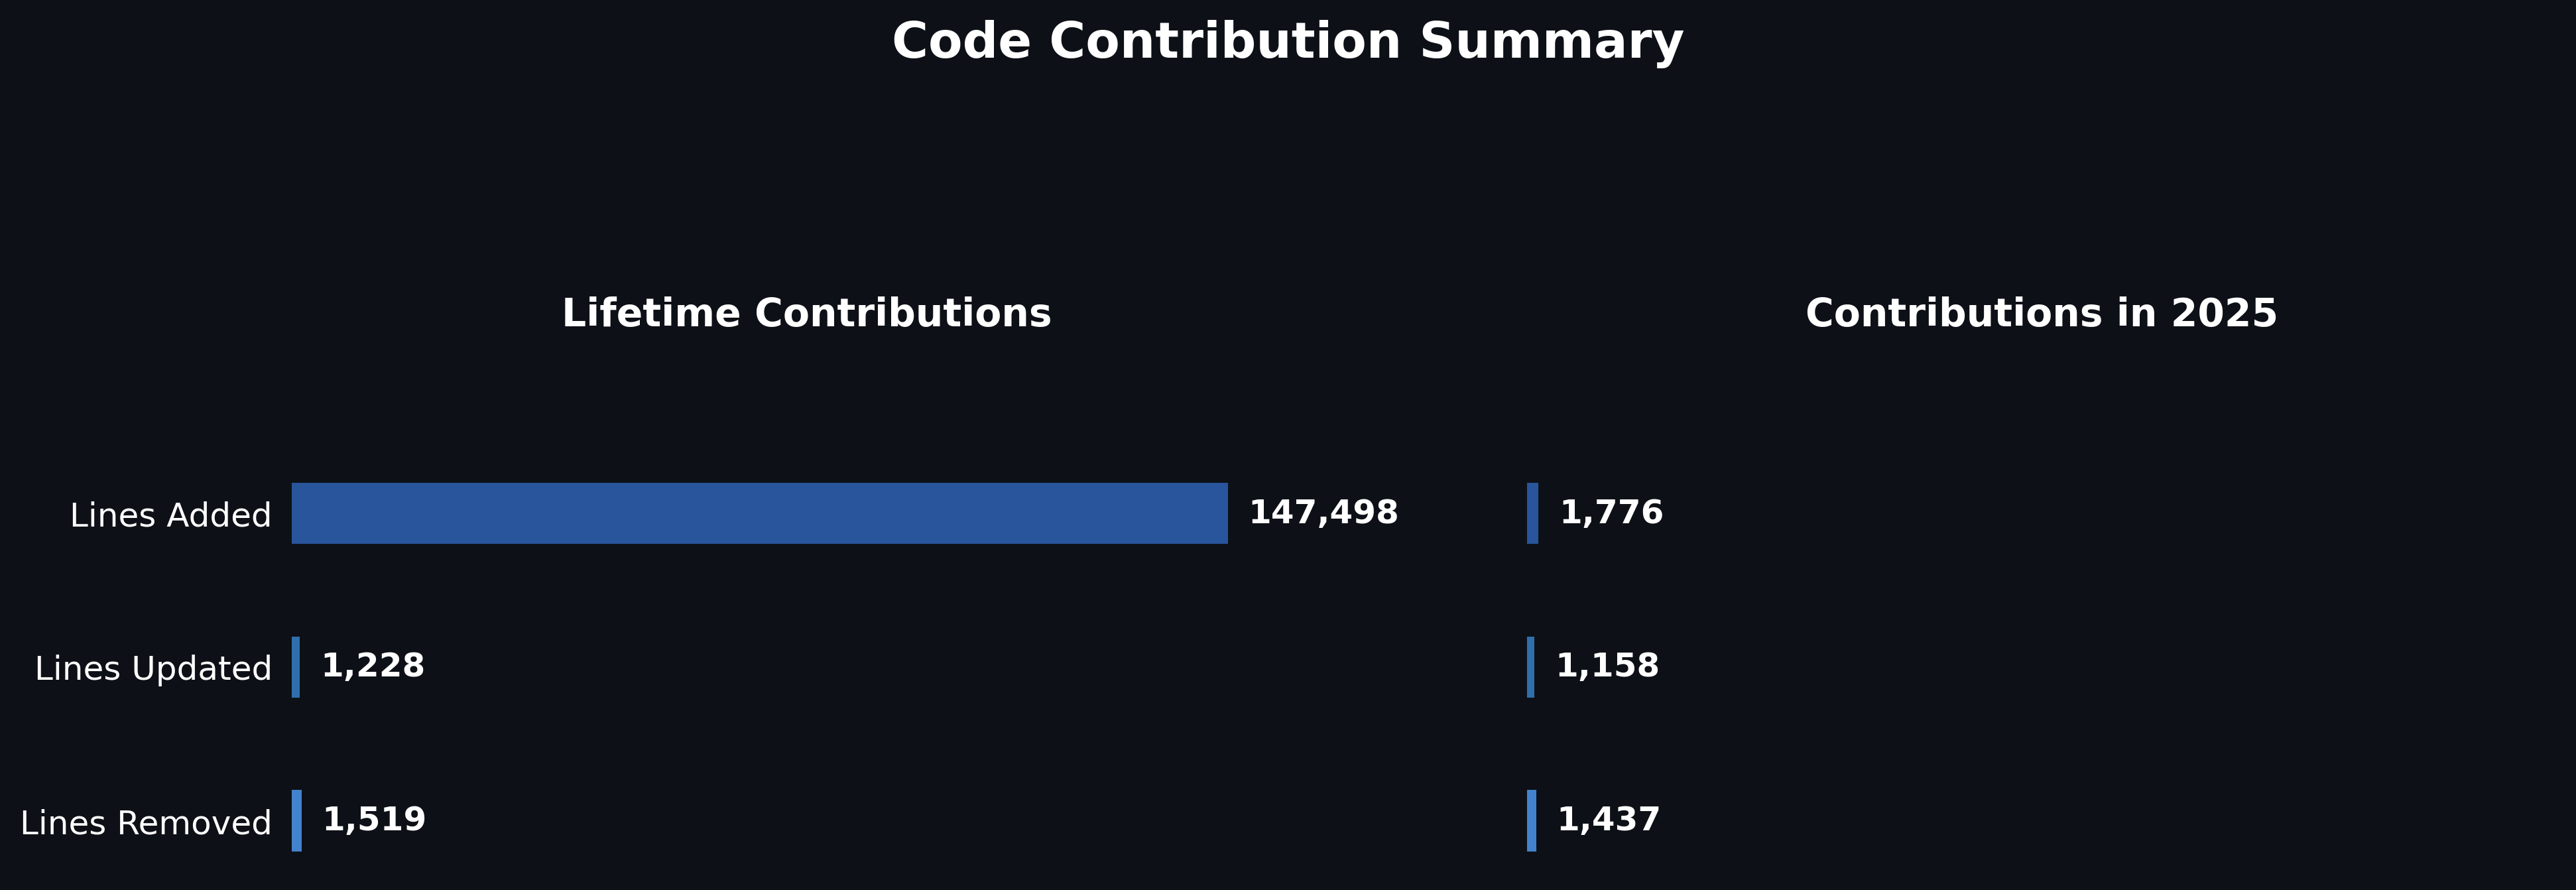 Code Contribution Summary
Lifetime Contributions
Contributions in 2025
Lines Added
147,498
1,776
Lines Updated
1,228
1,158
Lines Removed
1,519
1,437